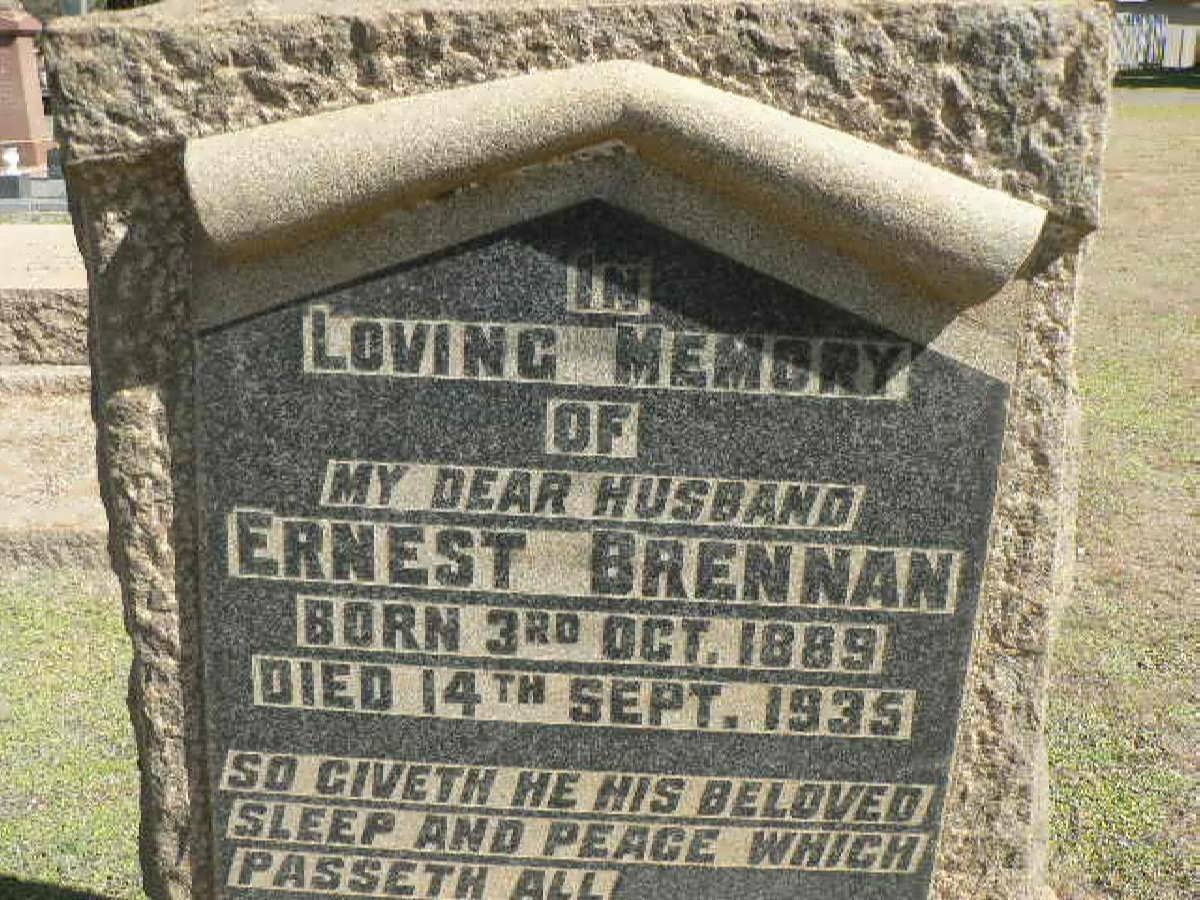 IN
LOVING MEMORY
OF
MY DEAR HUSBAND
ERNEST BRENNAN
BORN 3RD OCT. 1889
DIED 14TH SEPT. 1935
SO GIVETH HE HIS BELOVED
SLEEP AND PEACE WHICH
PASSETH ALL